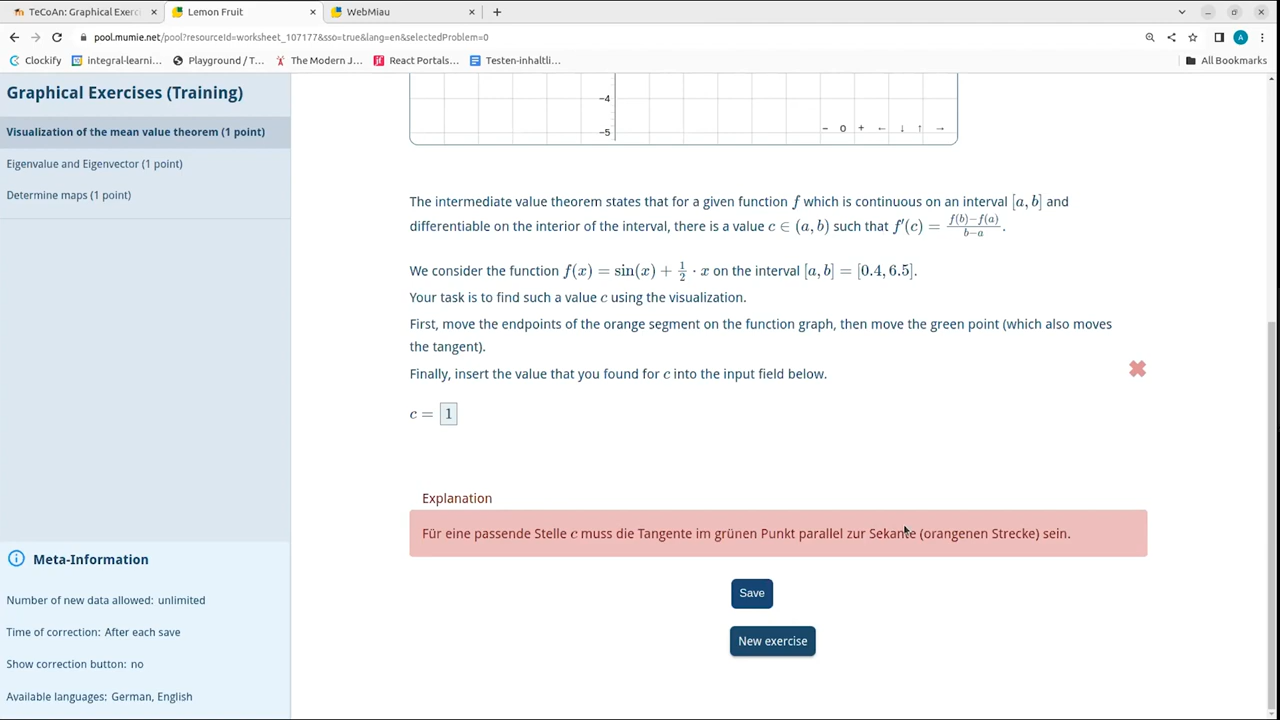 TeCoAn: Graphical Exerci
Lemon Fruit
WebMiau
pool.mumie.net/pool?resourceId=worksheet_107177&sso=true&lang=en&selectedProblem=0
A
Clockify
integral-learni...
Playground / T...
The Modern J...
React Portals...
Testen-inhaltli...
All Bookmarks
Graphical Exercises (Training)
Visualization of the mean value theorem (1 point)
Eigenvalue and Eigenvector (1 point)
Determine maps (1 point)
−4
−5
− o + ← ↓ ↑ →
The intermediate value theorem states that for a given function f which is continuous on an interval [a, b] and
differentiable on the interior of the interval, there is a value c ∈ (a, b) such that f′(c) = f(b)−f(a) / b−a .
We consider the function f(x) = sin(x) + 1/2 · x on the interval [a, b] = [0.4, 6.5].
Your task is to find such a value c using the visualization.
First, move the endpoints of the orange segment on the function graph, then move the green point (which also moves
the tangent).
Finally, insert the value that you found for c into the input field below.
c = 1
Explanation
Für eine passende Stelle c muss die Tangente im grünen Punkt parallel zur Sekante (orangenen Strecke) sein.
Save
New exercise
Meta-Information
Number of new data allowed: unlimited
Time of correction: After each save
Show correction button: no
Available languages: German, English